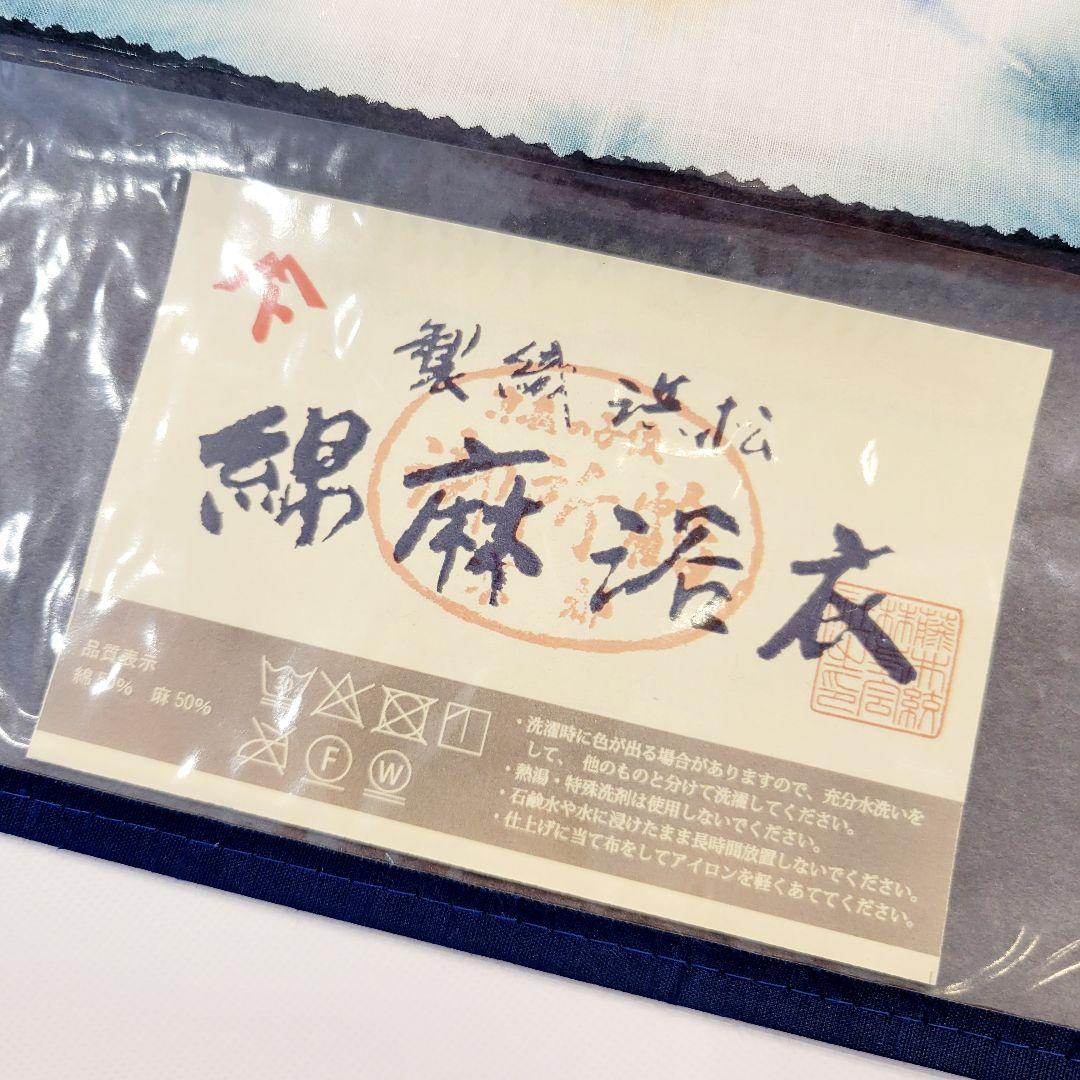 製織浜松
綿麻浴衣
品質表示
綿 50% 麻 50%
F W
・洗濯時に色が出る場合がありますので、充分水洗いを
して、他のものと分けて洗濯してください。
・熱湯・特殊洗剤は使用しないでください。
・石鹸水や水に浸けたまま長時間放置しないでください。
・仕上げに当て布をしてアイロンを軽くあててください。